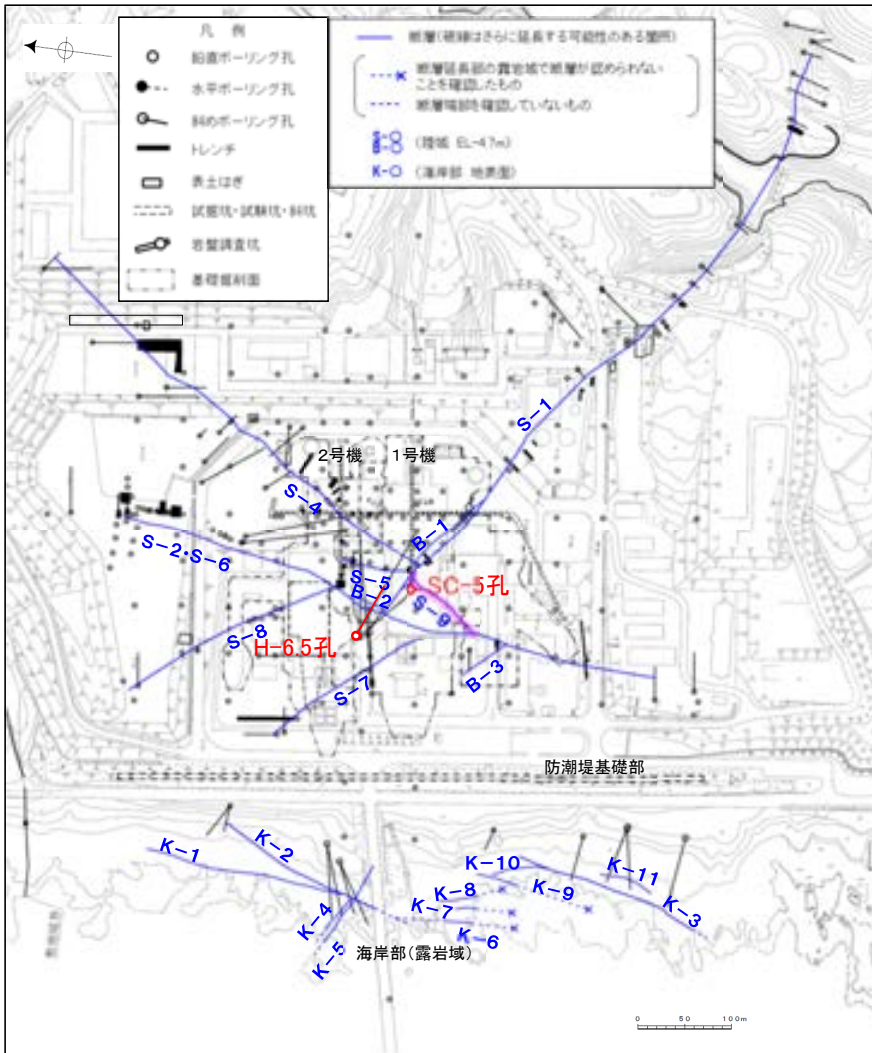 凡 例
鉛直ボーリング孔
水平ボーリング孔
斜めボーリング孔
トレンチ
表土はぎ
試掘坑・試験坑・斜坑
岩盤調査坑
基礎掘削面
断層(破線はさらに延長する可能性のある箇所)
断層延長部の露岩域で断層が認められない
ことを確認したもの
断層端部を確認していないもの
S-○
B-○
(陸域 EL-4.7m)
K-○ (海岸部 地表面)
S-1
2号機 1号機
S-4
B-1
S-2・S-6
S-5
SC-5孔
B-2
S-9
S-8
H-6.5孔
S-7
B-3
防潮堤基礎部
K-1
K-2
K-10
K-11
K-8
K-9
K-4
K-7
K-3
K-6
K-5
海岸部(露岩域)
0 50 100m